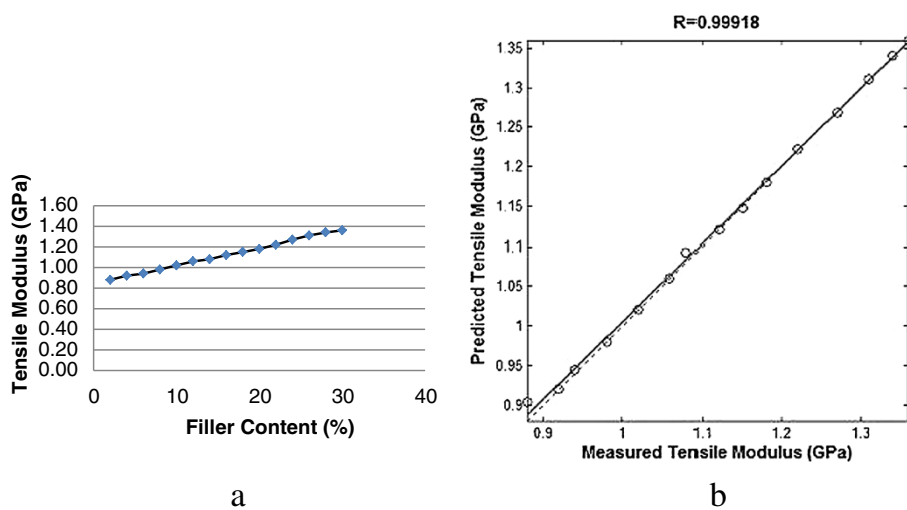 R=0.99918
Tensile Modulus (GPa)
1.60
1.40
1.20
1.00
0.80
0.60
0.40
0.20
0.00
0 10 20 30 40
Filler Content (%)
a
Predicted Tensile Modulus (GPa)
1.35
1.3
1.25
1.2
1.15
1.10
1.05
1
0.95
0.9
0.9 1 1.1 1.2 1.3
Measured Tensile Modulus (GPa)
b